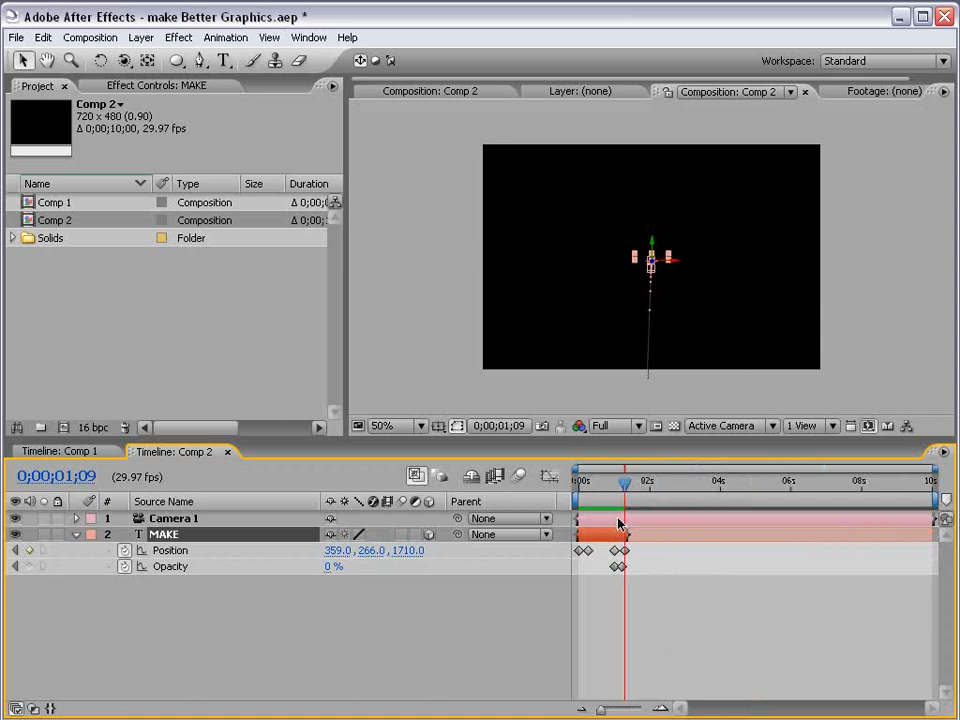 Adobe After Effects - make Better Graphics.aep *
File Edit Composition Layer Effect Animation View Window Help
Workspace: Standard
Project × Effect Controls: MAKE
Composition: Comp 2 Layer: (none) Composition: Comp 2 × Footage: (none)
Comp 2
720 x 480 (0.90)
Δ 0;00;10;00, 29.97 fps
Name Type Size Duration
Comp 1 Composition Δ 0;00;
Comp 2 Composition Δ 0;00;
Solids Folder
16 bpc
50% 0;00;01;09 Full Active Camera 1 View
Timeline: Comp 1 Timeline: Comp 2 ×
0;00;01;09 (29.97 fps)
:00s 02s 04s 06s 08s 10s
# Source Name Parent
1 Camera 1 None
2 T MAKE None
Position 359.0, 266.0, 1710.0
Opacity 0 %